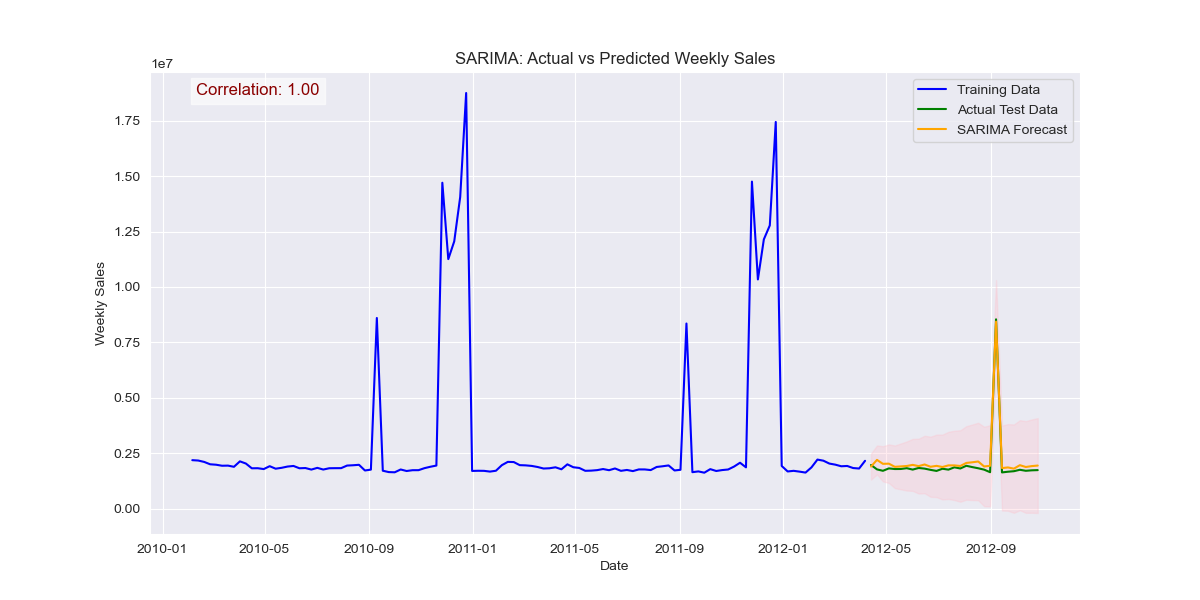 SARIMA: Actual vs Predicted Weekly Sales
1e7
Correlation: 1.00
Training Data
Actual Test Data
SARIMA Forecast
1.75
1.50
1.25
1.00
0.75
0.50
0.25
0.00
Weekly Sales
2010-01 2010-05 2010-09 2011-01 2011-05 2011-09 2012-01 2012-05 2012-09
Date